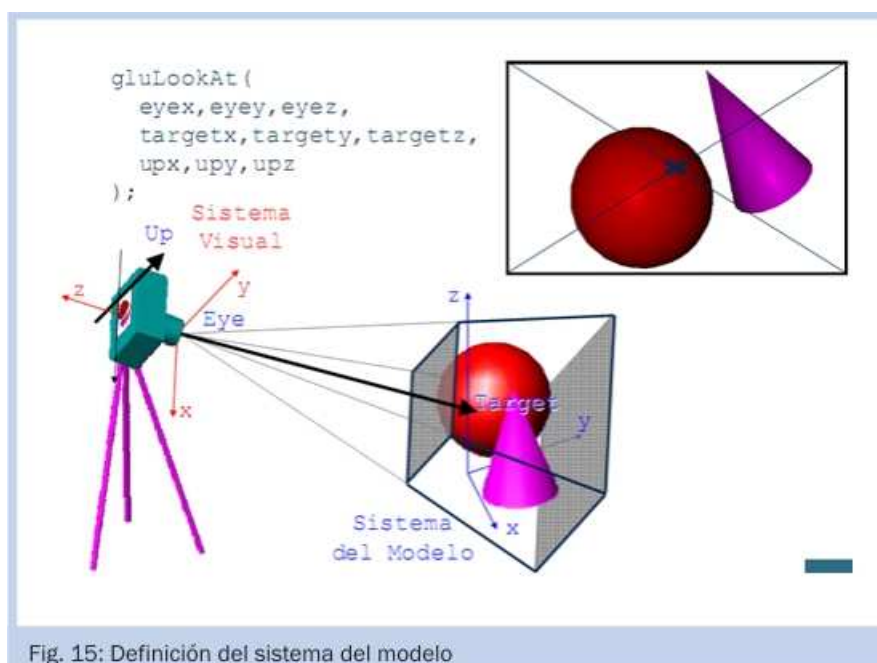 gluLookAt(
eyex,eyey,eyez,
targetx,targety,targetz,
upx,upy,upz
);
Sistema
Visual
Up
z
y
Eye
x
z
Target
y
x
Sistema
del Modelo
Fig. 15: Definición del sistema del modelo